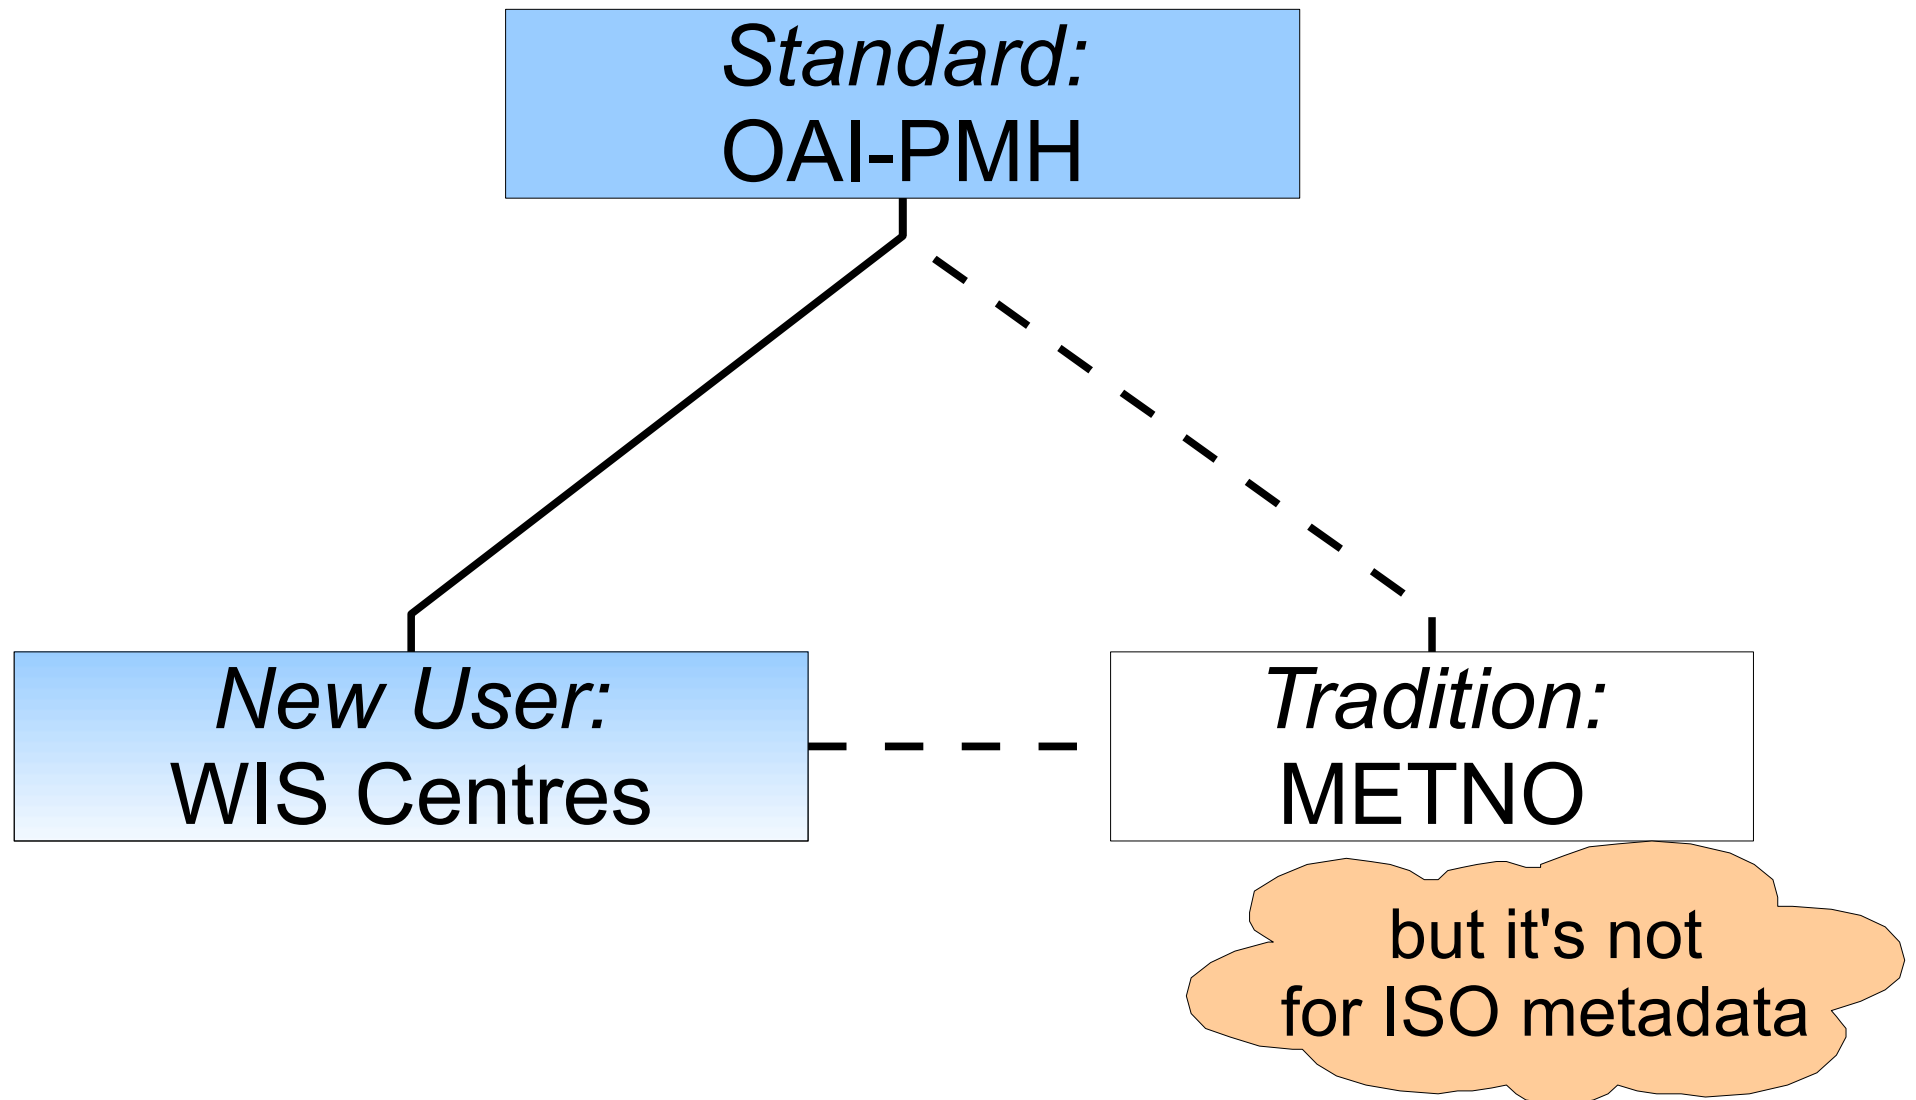 Standard:
OAI-PMH
New User:
WIS Centres
Tradition:
METNO
but it's not
for ISO metadata